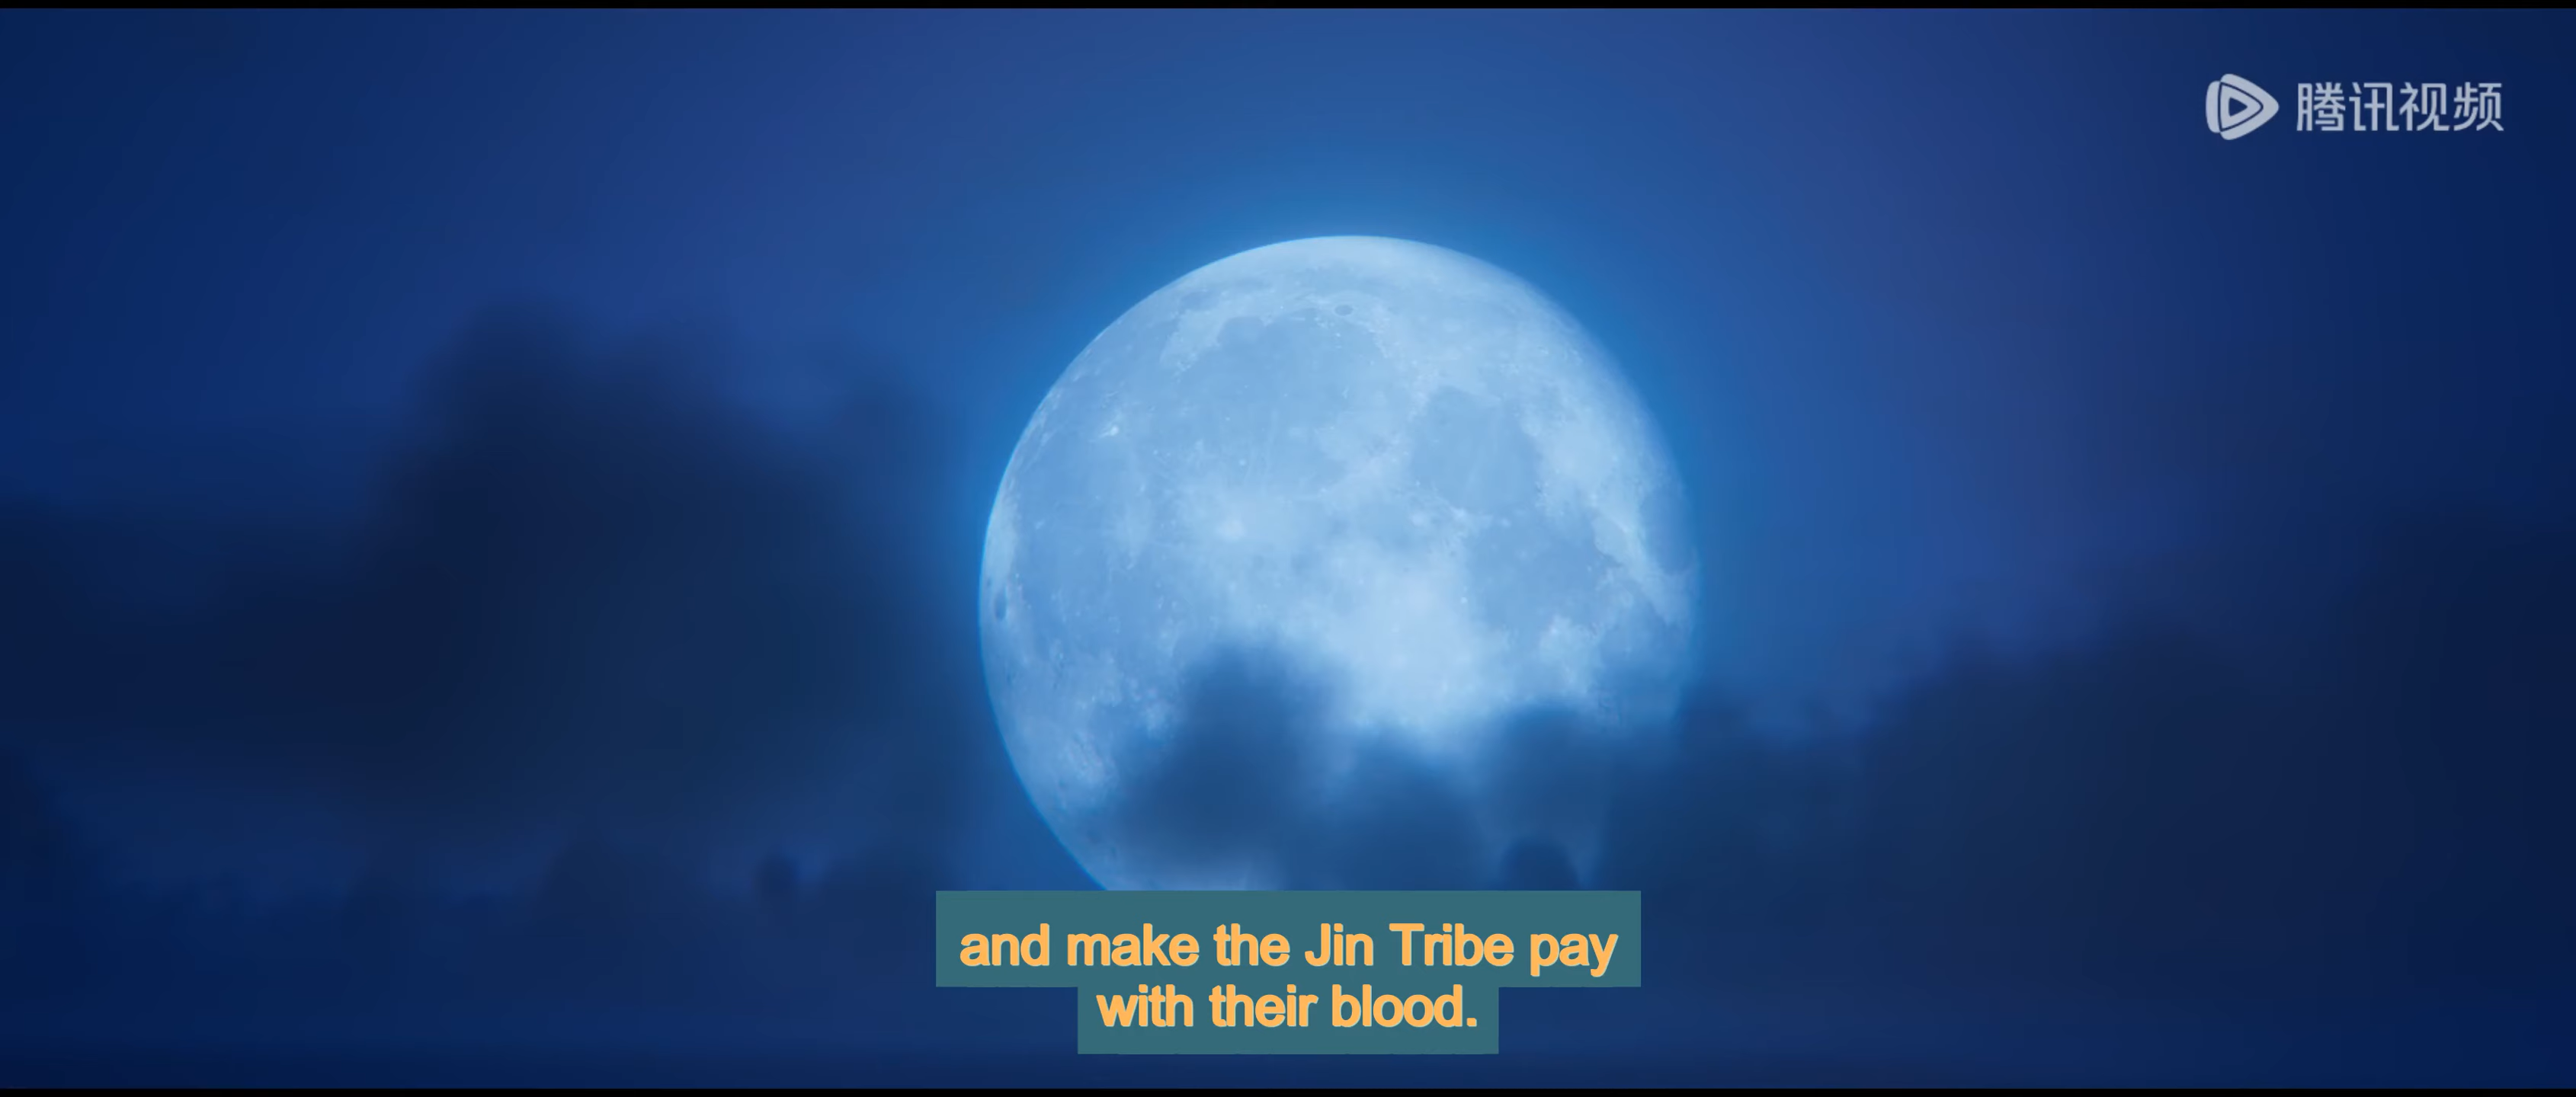 腾讯视频
and make the Jin Tribe pay
with their blood.